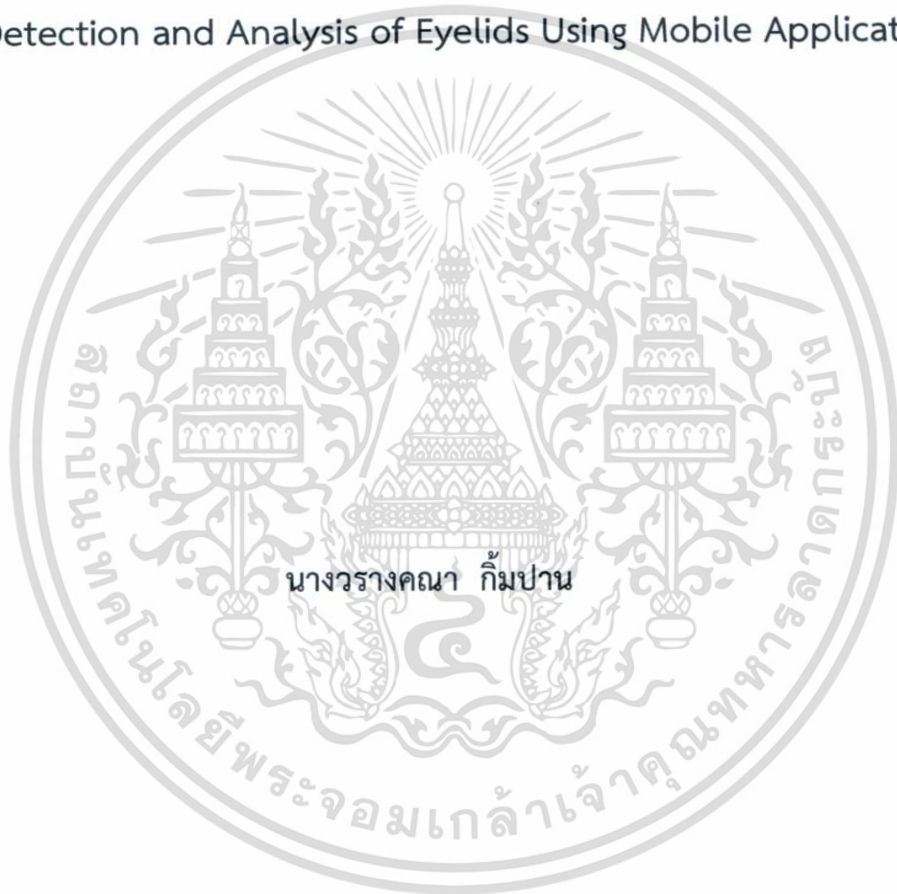 Detection and Analysis of Eyelids Using Mobile Applicat
นางวรางคณา กิ้มปาน
สถาบันเทคโนโลยีพระจอมเกล้าเจ้าคุณทหารลาดกระบัง